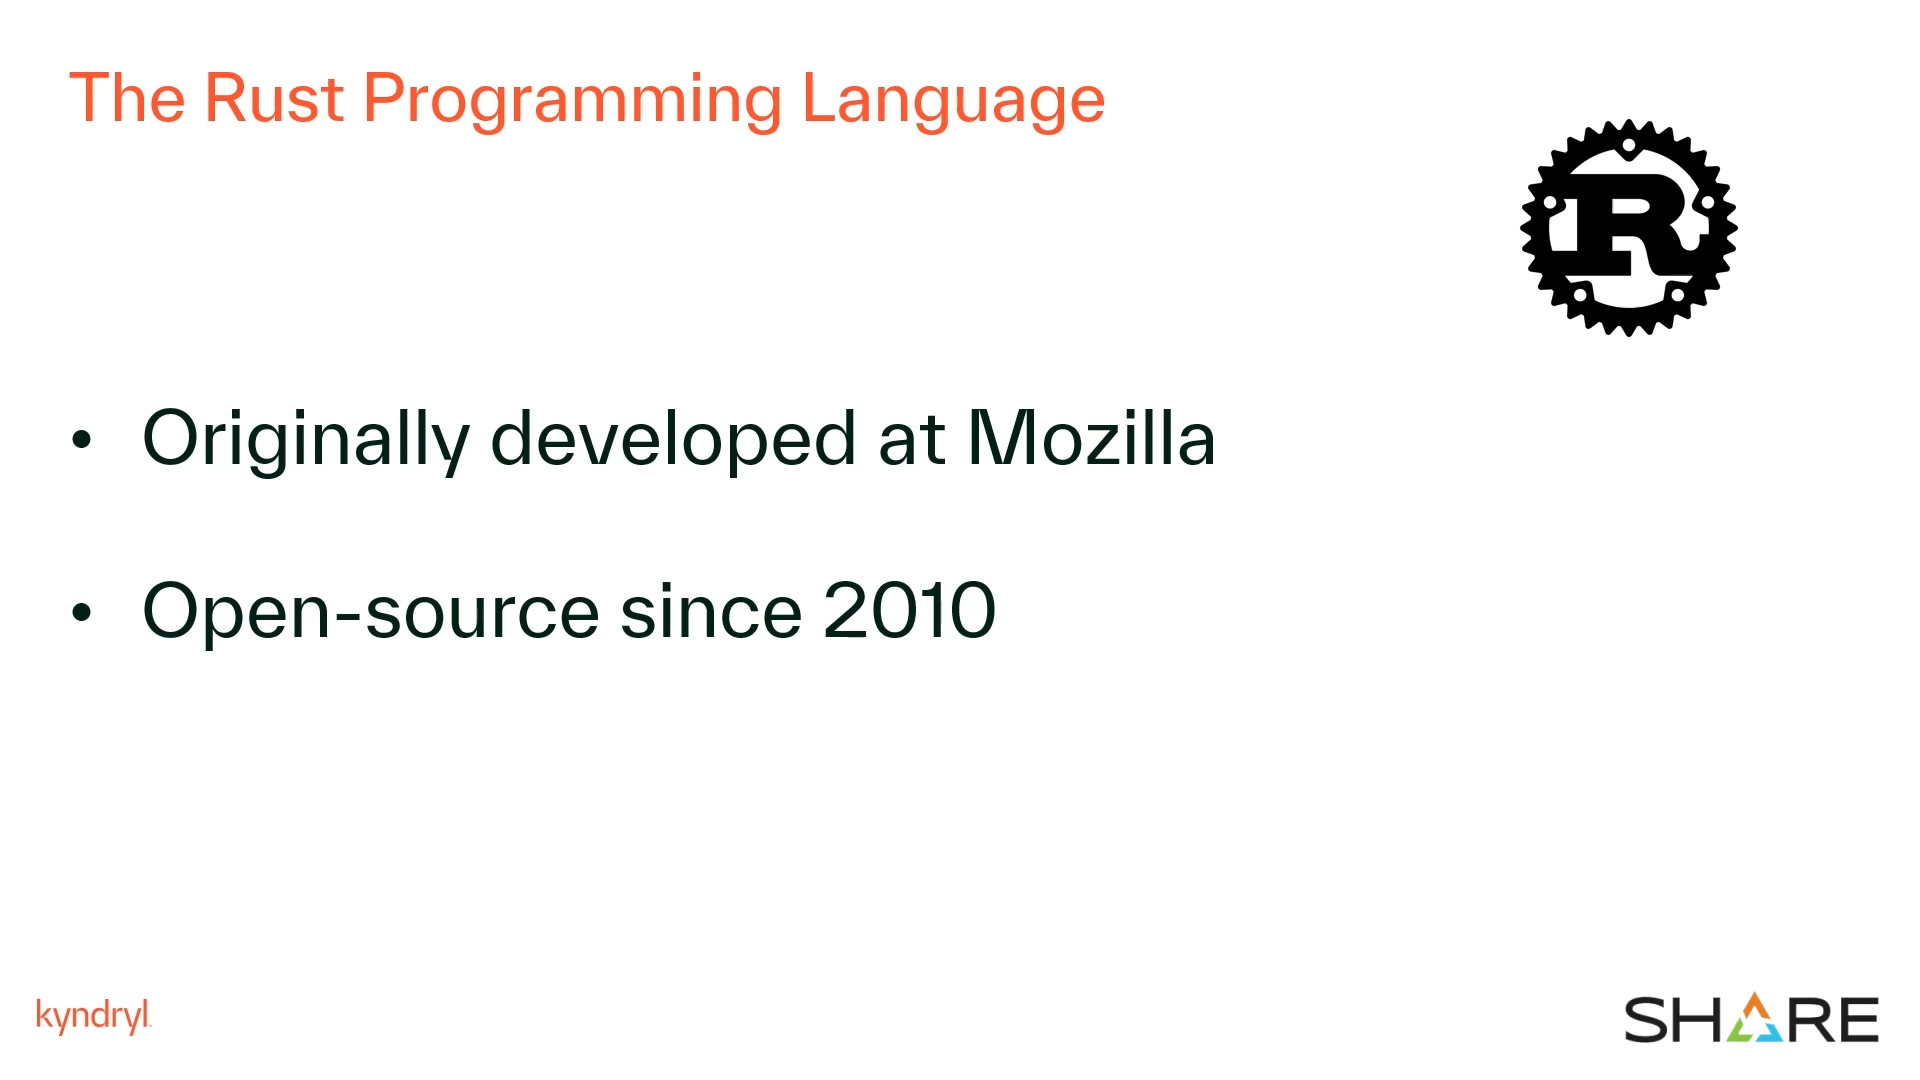 The Rust Programming Language
R
• Originally developed at Mozilla
• Open-source since 2010
kyndryl
SHARE